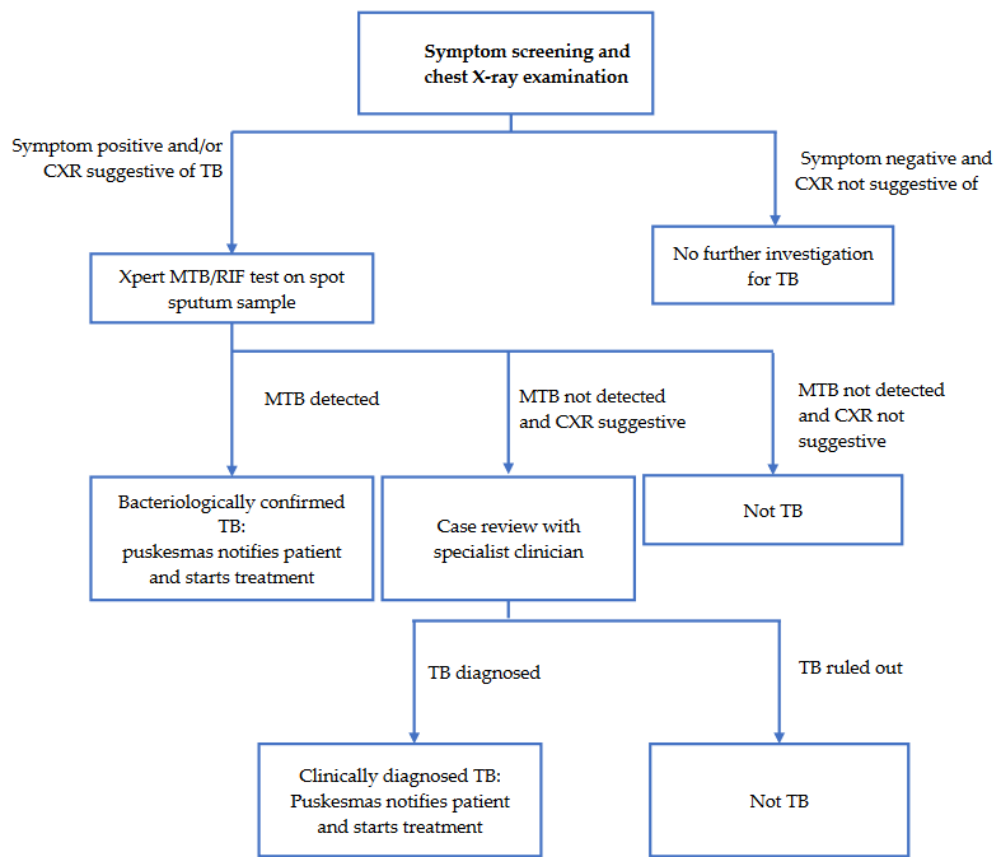 Symptom screening and
chest X-ray examination
Symptom positive and/or
CXR suggestive of TB
Symptom negative and
CXR not suggestive of
Xpert MTB/RIF test on spot
sputum sample
No further investigation
for TB
MTB detected
MTB not detected
and CXR suggestive
MTB not detected
and CXR not
suggestive
Bacteriologically confirmed
TB:
puskesmas notifies patient
and starts treatment
Case review with
specialist clinician
Not TB
TB diagnosed
TB ruled out
Clinically diagnosed TB:
Puskesmas notifies patient
and starts treatment
Not TB